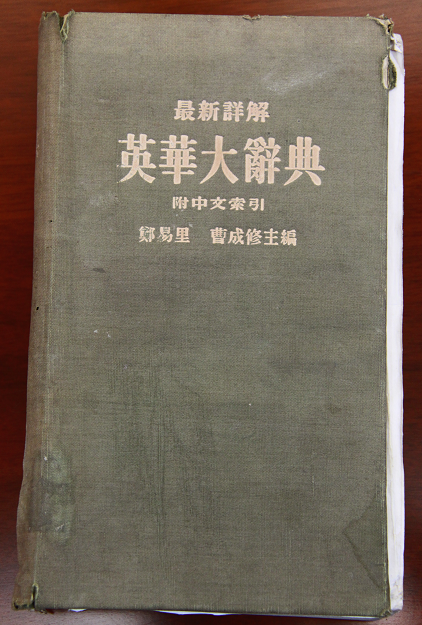 最新詳解
英華大辭典
附中文索引
鄭易里 曹成修主編